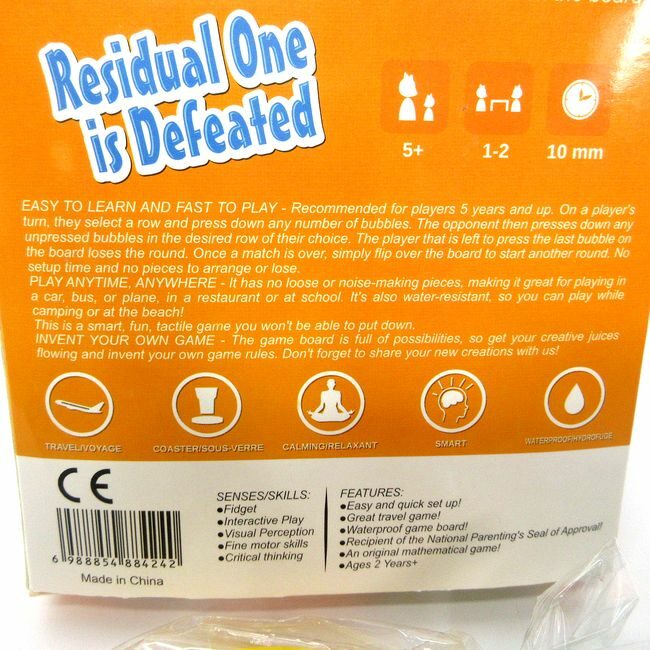 Residual One
is Defeated
5+
1-2
10 mm
EASY TO LEARN AND FAST TO PLAY - Recommended for players 5 years and up. On a player's
turn, they select a row and press down any number of bubbles. The opponent then presses down any
unpressed bubbles in the desired row of their choice. The player that is left to press the last bubble on
the board loses the round. Once a match is over, simply flip over the board to start another round. No
setup time and no pieces to arrange or lose.
PLAY ANYTIME, ANYWHERE - It has no loose or noise-making pieces, making it great for playing in
a car, bus, or plane, in a restaurant or at school. It's also water-resistant, so you can play while
camping or at the beach!
This is a smart, fun, tactile game you won't be able to put down.
INVENT YOUR OWN GAME - The game board is full of possibilities, so get your creative juices
flowing and invent your own game rules. Don't forget to share your new creations with us!
TRAVEL/VOYAGE
COASTER/SOUS-VERRE
CALMING/RELAXANT
SMART
WATERPROOF/HYDROFUGE
CE
6 988854 884242
Made in China
SENSES/SKILLS:
●Fidget
●Interactive Play
●Visual Perception
●Fine motor skills
●Critical thinking
FEATURES:
●Easy and quick set up!
●Great travel game!
●Waterproof game board!
●Recipient of the National Parenting's Seal of Approval!
●An original mathematical game!
●Ages 2 Years+